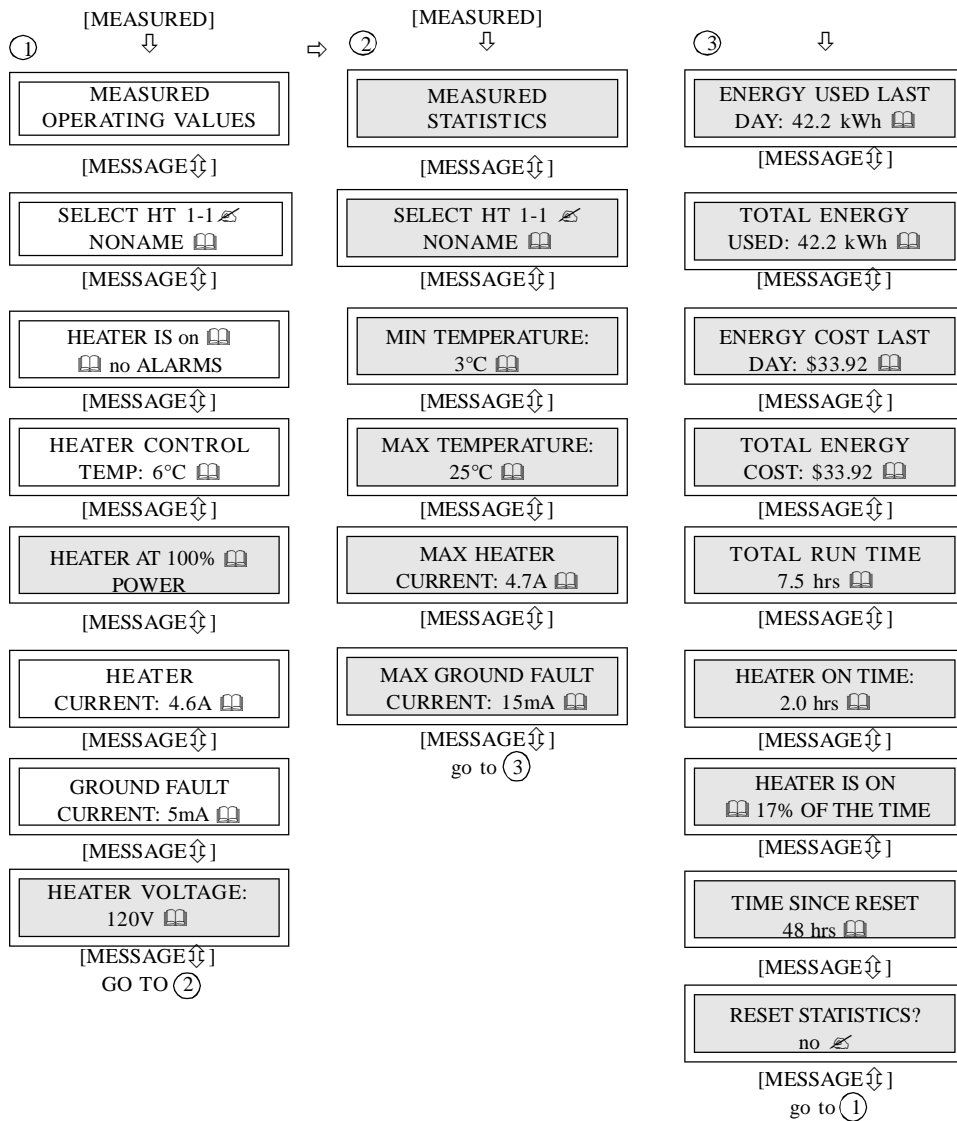 [MEASURED]
1
MEASURED
OPERATING VALUES
[MESSAGE⇳]
SELECT HT 1-1 ✍
NONAME 🕮
[MESSAGE⇳]
HEATER IS on 🕮
🕮 no ALARMS
[MESSAGE⇳]
HEATER CONTROL
TEMP: 6°C 🕮
[MESSAGE⇳]
HEATER AT 100% 🕮
POWER
[MESSAGE⇳]
HEATER
CURRENT: 4.6A 🕮
[MESSAGE⇳]
GROUND FAULT
CURRENT: 5mA 🕮
[MESSAGE⇳]
HEATER VOLTAGE:
120V 🕮
[MESSAGE⇳]
GO TO 2
[MEASURED]
2
MEASURED
STATISTICS
[MESSAGE⇳]
SELECT HT 1-1 ✍
NONAME 🕮
[MESSAGE⇳]
MIN TEMPERATURE:
3°C 🕮
[MESSAGE⇳]
MAX TEMPERATURE:
25°C 🕮
[MESSAGE⇳]
MAX HEATER
CURRENT: 4.7A 🕮
[MESSAGE⇳]
MAX GROUND FAULT
CURRENT: 15mA 🕮
[MESSAGE⇳]
go to 3
3
ENERGY USED LAST
DAY: 42.2 kWh 🕮
[MESSAGE⇳]
TOTAL ENERGY
USED: 42.2 kWh 🕮
[MESSAGE⇳]
ENERGY COST LAST
DAY: $33.92 🕮
[MESSAGE⇳]
TOTAL ENERGY
COST: $33.92 🕮
[MESSAGE⇳]
TOTAL RUN TIME
7.5 hrs 🕮
[MESSAGE⇳]
HEATER ON TIME:
2.0 hrs 🕮
[MESSAGE⇳]
HEATER IS ON
🕮 17% OF THE TIME
[MESSAGE⇳]
TIME SINCE RESET
48 hrs 🕮
[MESSAGE⇳]
RESET STATISTICS?
no ✍
[MESSAGE⇳]
go to 1